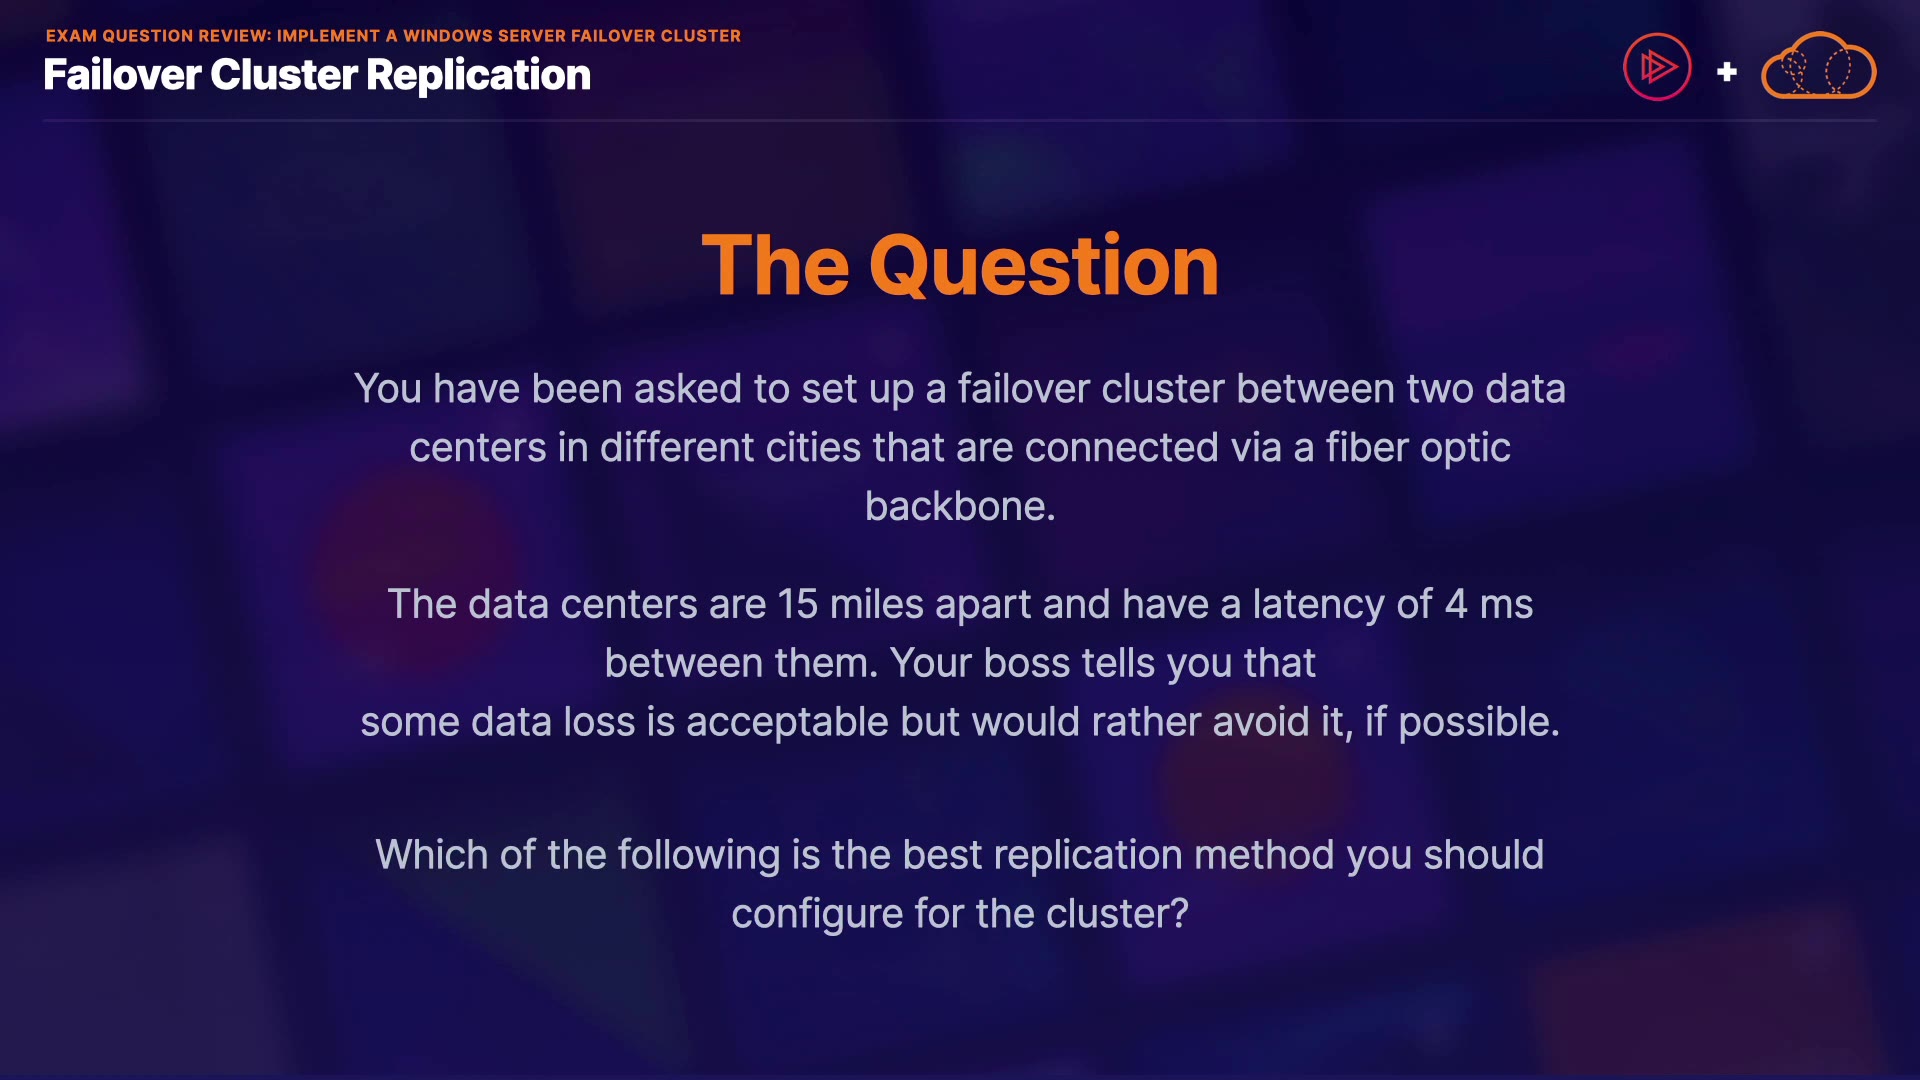 EXAM QUESTION REVIEW: IMPLEMENT A WINDOWS SERVER FAILOVER CLUSTER
Failover Cluster Replication
+
The Question
You have been asked to set up a failover cluster between two data
centers in different cities that are connected via a fiber optic
backbone.
The data centers are 15 miles apart and have a latency of 4 ms
between them. Your boss tells you that
some data loss is acceptable but would rather avoid it, if possible.
Which of the following is the best replication method you should
configure for the cluster?